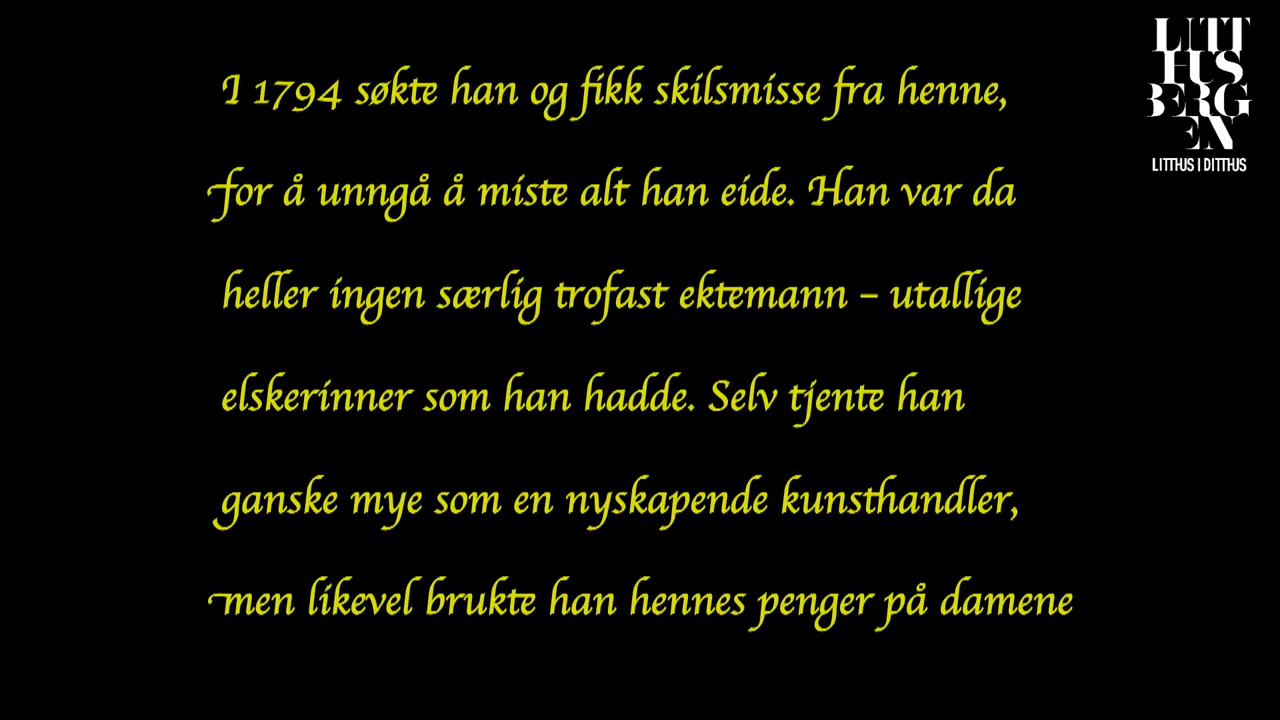 I 1794 søkte han og fikk skilsmisse fra henne,
for å unngå å miste alt han eide. Han var da
heller ingen særlig trofast ektemann – utallige
elskerinner som han hadde. Selv tjente han
ganske mye som en nyskapende kunsthandler,
men likevel brukte han hennes penger på damene
LITT
HUS
BERG
EN
LITTHUS I DITTHUS